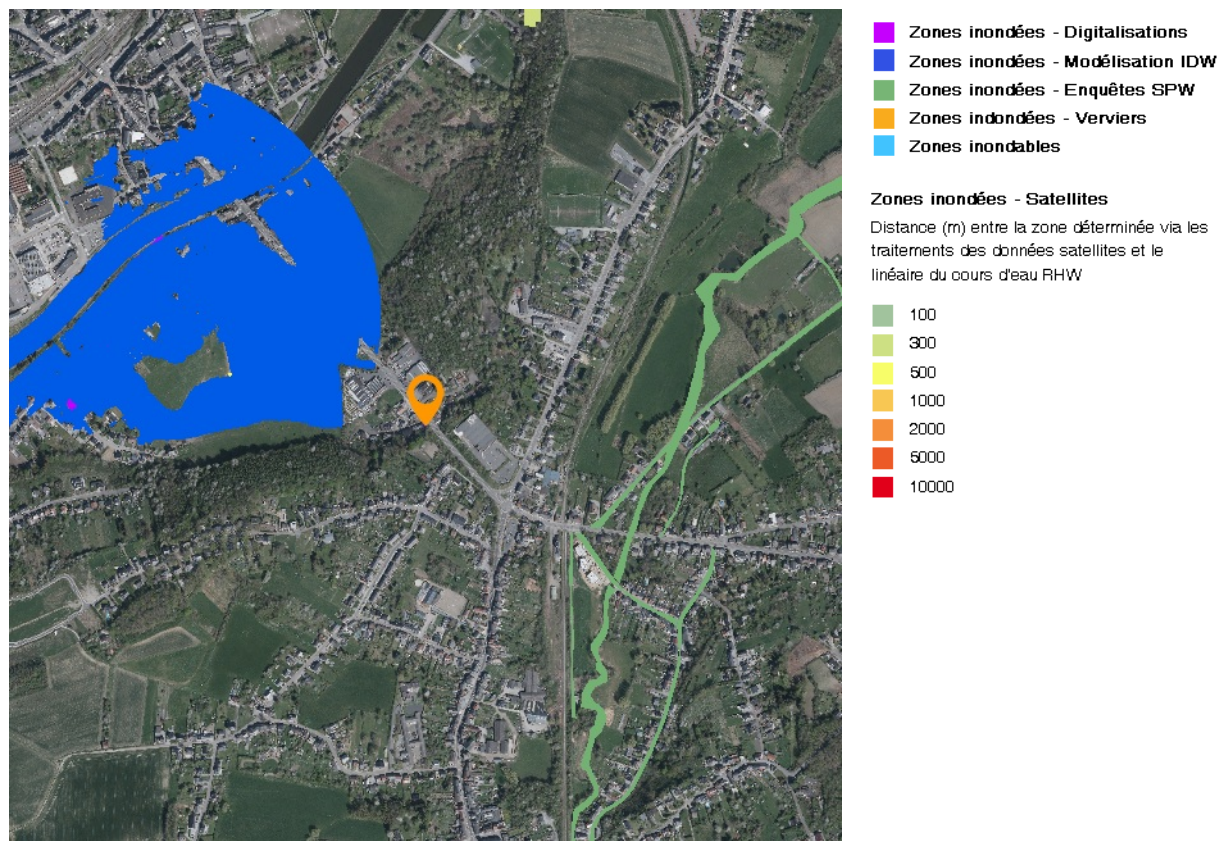 Zones inondées - Digitalisations
Zones inondées - Modélisation IDW
Zones inondées - Enquêtes SPW
Zones indondées - Verviers
Zones inondables
Zones inondées - Satellites
Distance (m) entre la zone déterminée via les
traitements des données satellites et le
linéaire du cours d'eau RHW
100
300
500
1000
2000
5000
10000